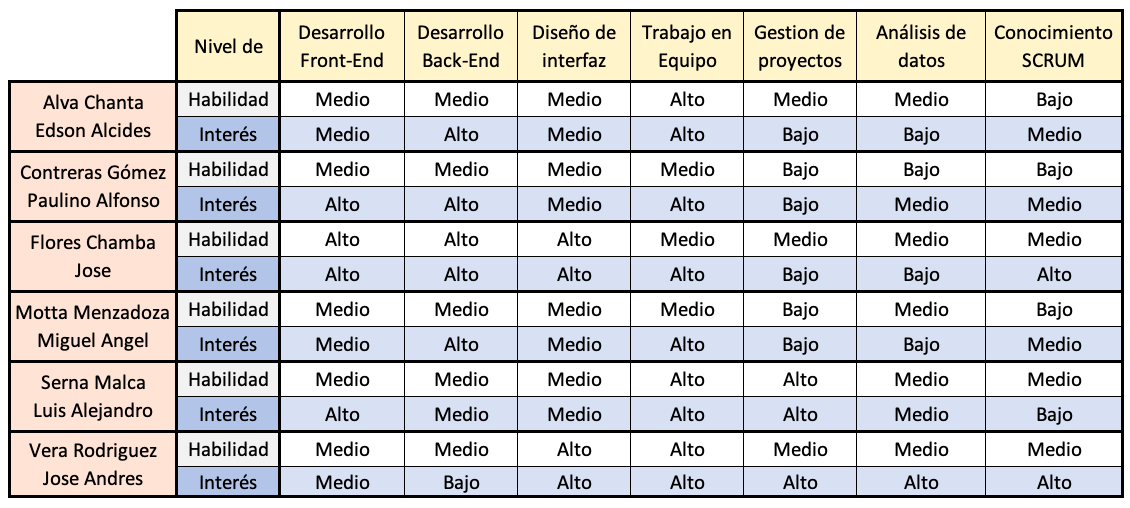 Nivel de Desarrollo Front-End Desarrollo Back-End Diseño de interfaz Trabajo en Equipo Gestion de proyectos Análisis de datos Conocimiento SCRUM
Alva Chanta Edson Alcides
Habilidad Medio Medio Medio Alto Medio Medio Bajo
Interés Medio Alto Medio Alto Bajo Bajo Medio
Contreras Gómez Paulino Alfonso
Habilidad Medio Medio Medio Medio Bajo Bajo Bajo
Interés Alto Alto Medio Alto Bajo Medio Medio
Flores Chamba Jose
Habilidad Alto Alto Alto Medio Medio Medio Medio
Interés Alto Alto Alto Alto Bajo Bajo Alto
Motta Menzadoza Miguel Angel
Habilidad Medio Medio Medio Medio Bajo Medio Bajo
Interés Medio Alto Medio Alto Bajo Bajo Medio
Serna Malca Luis Alejandro
Habilidad Medio Medio Medio Alto Alto Medio Medio
Interés Alto Medio Medio Alto Alto Medio Bajo
Vera Rodriguez Jose Andres
Habilidad Medio Medio Alto Alto Medio Medio Medio
Interés Medio Bajo Alto Alto Alto Alto Alto